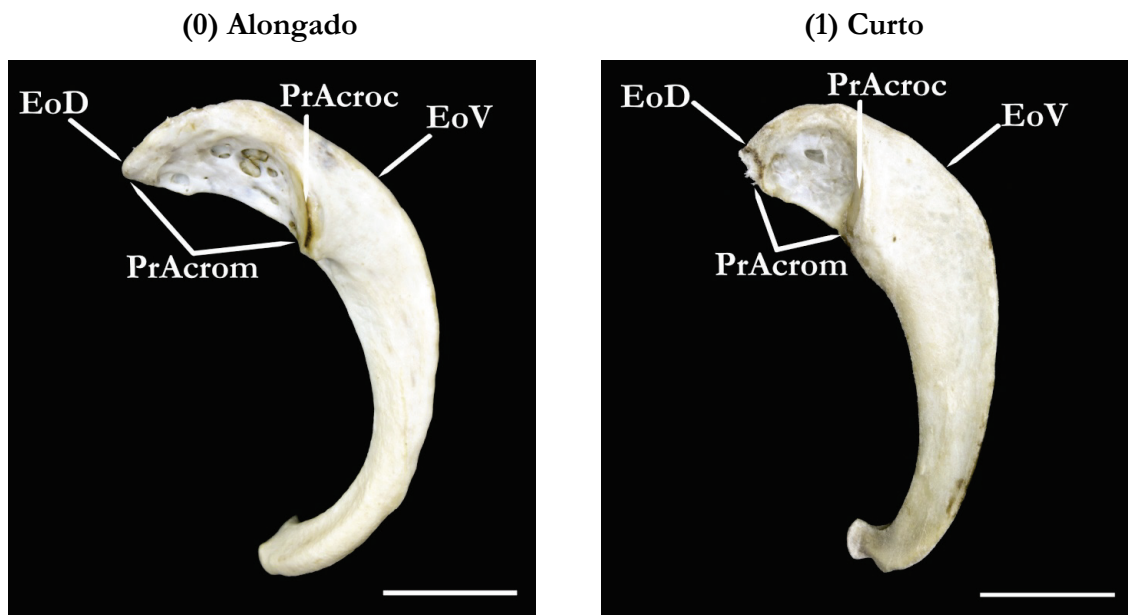 (0) Alongado
(1) Curto
EoD
PrAcroc
EoV
PrAcrom
EoD
PrAcroc
EoV
PrAcrom